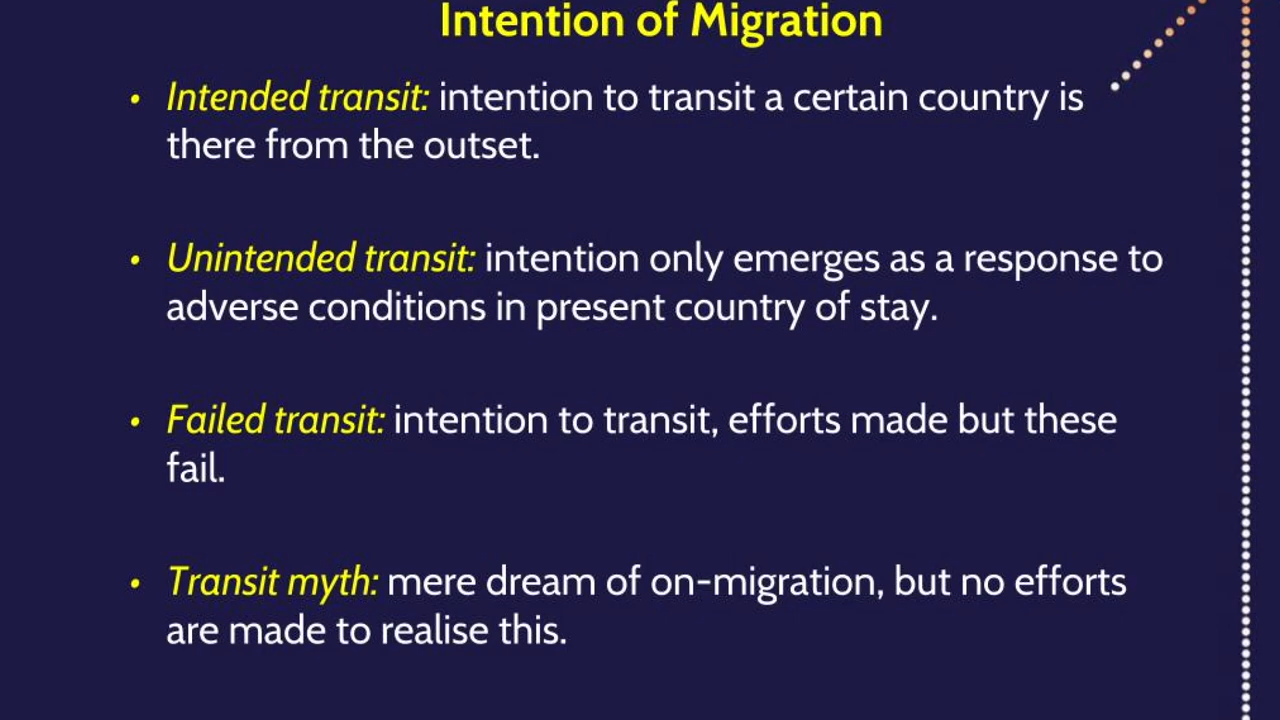 Intention of Migration
• Intended transit: intention to transit a certain country is
there from the outset.
• Unintended transit: intention only emerges as a response to
adverse conditions in present country of stay.
• Failed transit: intention to transit, efforts made but these
fail.
• Transit myth: mere dream of on-migration, but no efforts
are made to realise this.